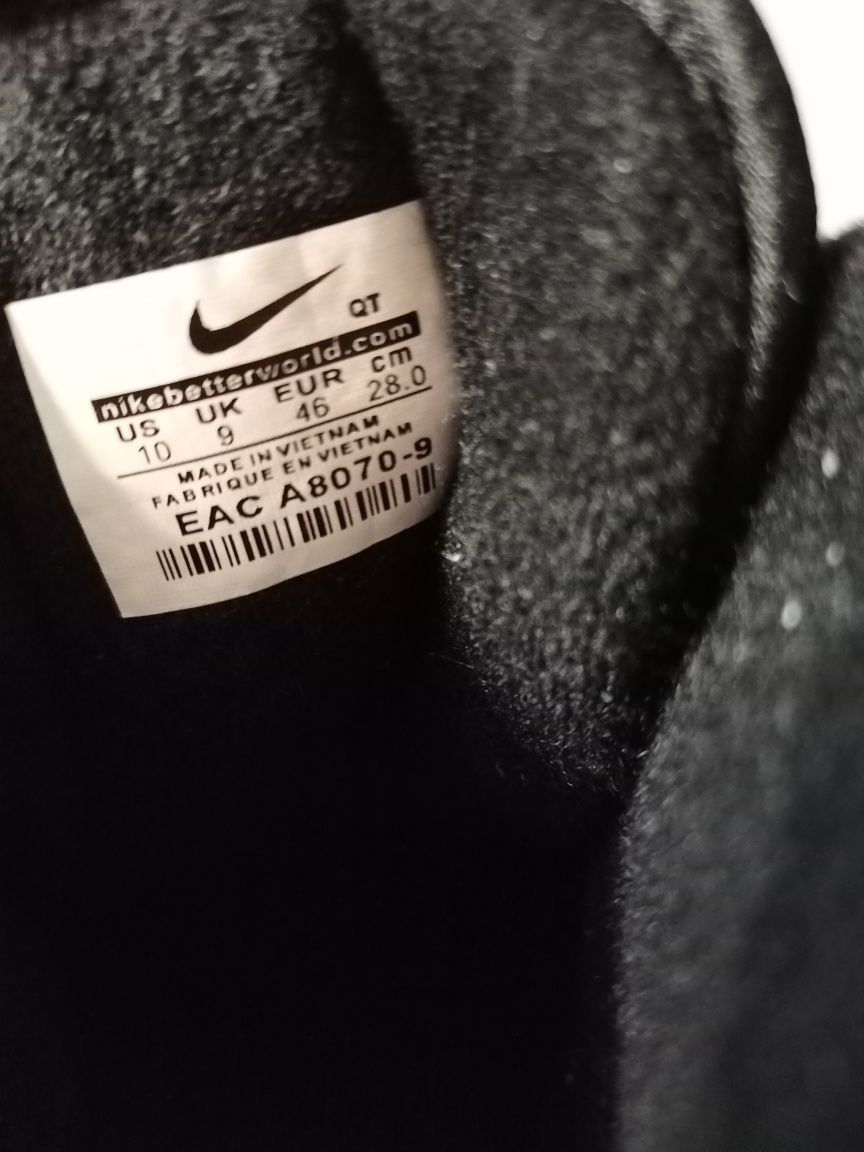 QT
nikebetterworld.com
US UK EUR cm
10 9 46 28.0
MADE IN VIETNAM
FABRIQUE EN VIETNAM
EAC A8070-9